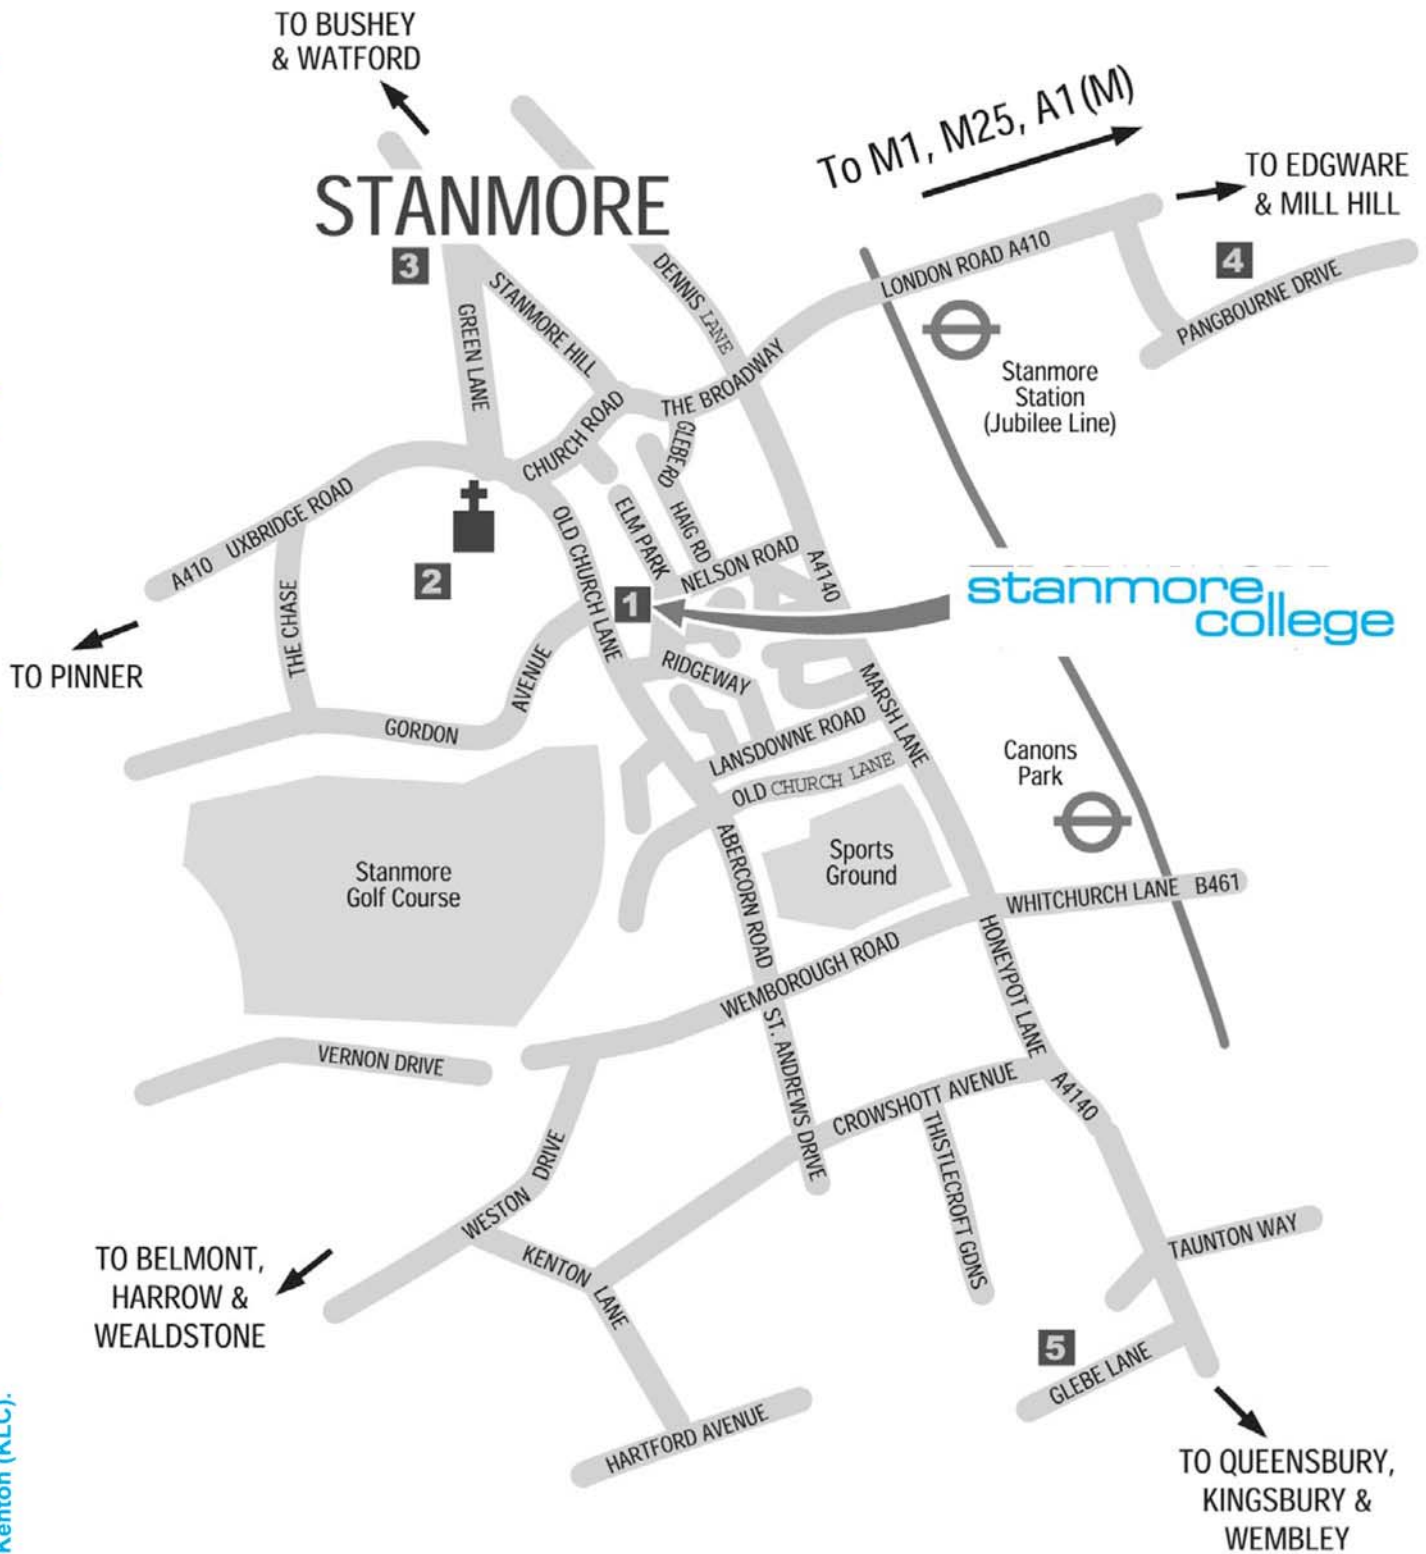 TO BUSHEY
& WATFORD
To M1, M25, A1(M)
TO EDGWARE
& MILL HILL
STANMORE
3
4
DENNIS LANE
LONDON ROAD A410
PANGBOURNE DRIVE
STANMORE HILL
GREEN LANE
Stanmore
Station
(Jubilee Line)
THE BROADWAY
CHURCH ROAD
GLEBE RD
A410 UXBRIDGE ROAD
ELM PARK
HAIG RD
OLD CHURCH LANE
NELSON ROAD
A4140
2
1
stanmore
college
THE CHASE
TO PINNER
AVENUE
GORDON
RIDGEWAY
MARSH LANE
LANSDOWNE ROAD
OLD CHURCH LANE
Canons
Park
Stanmore
Golf Course
Sports
Ground
ABERCORN ROAD
WHITCHURCH LANE B461
WEMBOROUGH ROAD
HONEYPOT LANE
VERNON DRIVE
ST. ANDREWS DRIVE
CROWSHOTT AVENUE
A4140
THISTLECROFT GDNS
WESTON DRIVE
KENTON LANE
TAUNTON WAY
TO BELMONT,
HARROW &
WEALDSTONE
5
GLEBE LANE
HARTFORD AVENUE
TO QUEENSBURY,
KINGSBURY &
WEMBLEY
Kenton (KLC).